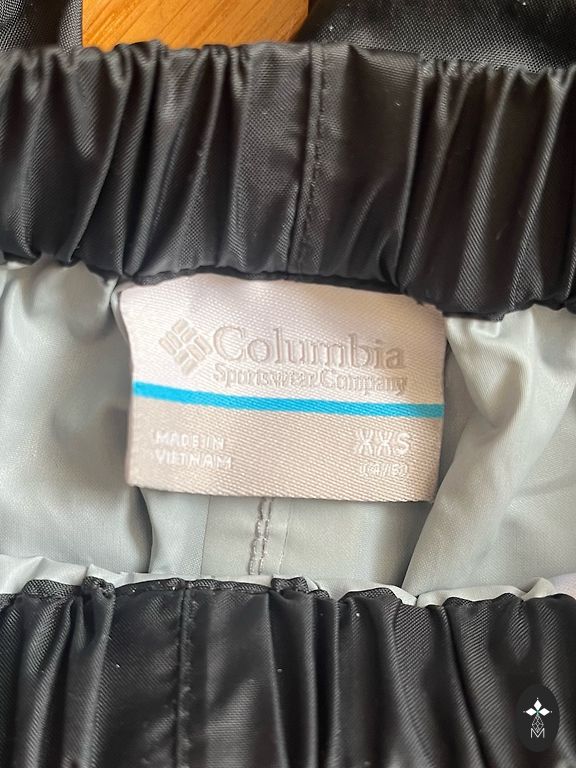 Columbia
Sportswear Company
MADE IN
VIETNAM
XXS